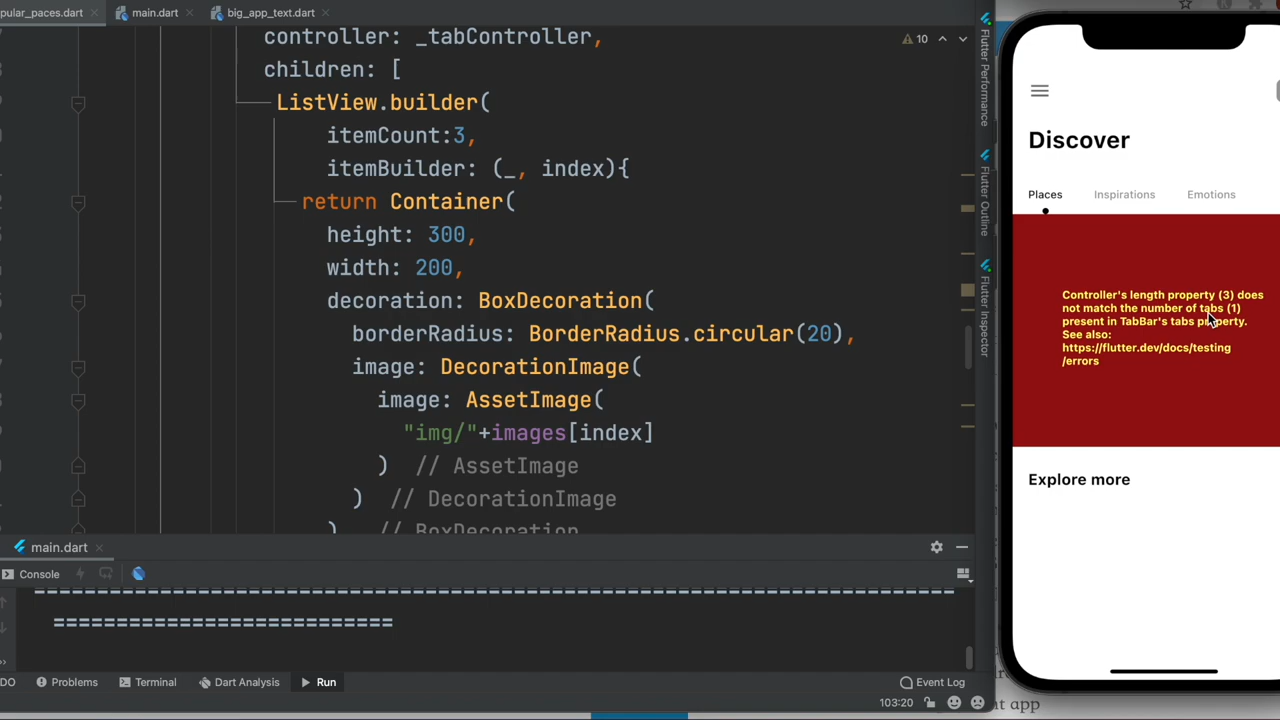 pular_paces.dart
main.dart
big_app_text.dart
controller: _tabController,
10
children: [
ListView.builder(
itemCount:3,
itemBuilder: (_, index){
return Container(
height: 300,
width: 200,
decoration: BoxDecoration(
borderRadius: BorderRadius.circular(20),
image: DecorationImage(
image: AssetImage(
"img/"+images[index]
) // AssetImage
) // DecorationImage
) // BoxDecoration
Flutter Performance
Flutter Outline
Flutter Inspector
main.dart
Console
==========
DO
Problems
Terminal
Dart Analysis
Run
Event Log
103:20
Discover
Places Inspirations Emotions
Controller's length property (3) does
not match the number of tabs (1)
present in TabBar's tabs property.
See also:
https://flutter.dev/docs/testing
/errors
Explore more
nt app